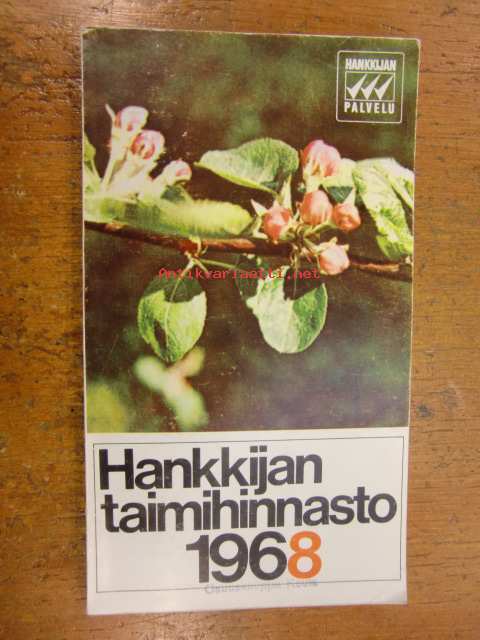 HANKKIJAN
PALVELU
Antikvariaatti.net
Hankkijan
taimihinnasto
1968